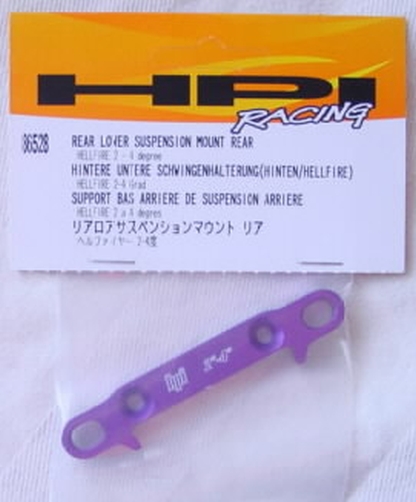 HPI
RACING
86528
REAR LOWER SUSPENSION MOUNT REAR
HELLFIRE 2 - 4 degree
HINTERE UNTERE SCHWINGENHALTERUNG(HINTEN/HELLFIRE)
HELLFIRE 2-4 Grad
SUPPORT BAS ARRIERE DE SUSPENSION ARRIERE
HELLFIRE 2 a 4 degres
リアロアサスペンションマウント リア
ヘルファイヤー 2-4度